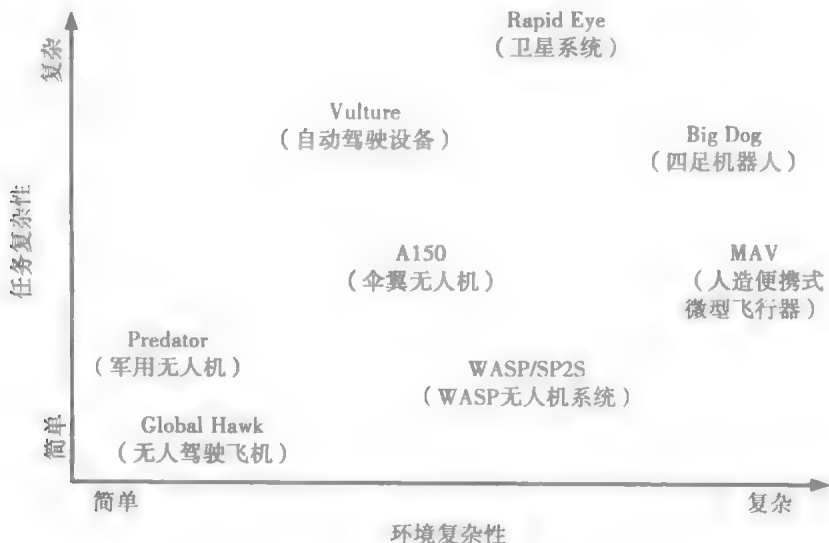 Rapid Eye
（卫星系统）
复杂
Vulture
（自动驾驶设备）
Big Dog
（四足机器人）
任务复杂性
A150
（伞翼无人机）
MAV
（人造便携式
微型飞行器）
Predator
（军用无人机）
WASP/SP2S
（WASP无人机系统）
简单
Global Hawk
（无人驾驶飞机）
简单
复杂
环境复杂性